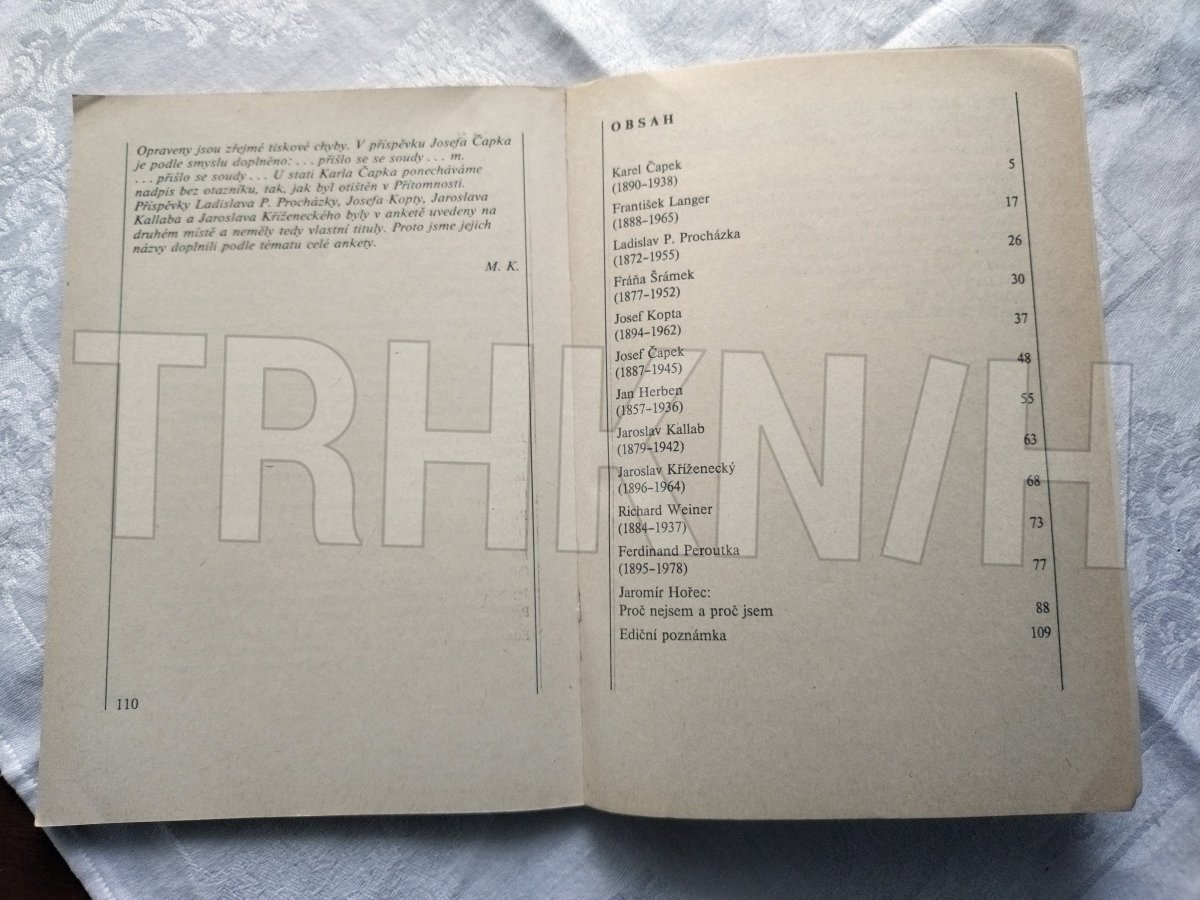 Opraveny jsou zřejmé tiskové chyby. V příspěvku Josefa Čapka
je podle smyslu doplněno: . . . přišlo se se soudy . . . m.
. . . přišlo se soudy . . . U stati Karla Čapka ponecháváme
nadpis bez otazníku, tak, jak byl otištěn v Přítomnosti.
Příspěvky Ladislava P. Procházky, Josefa Kopty, Jaroslava
Kallaba a Jaroslava Kříženeckého byly v anketě uvedeny na
druhém místě a neměly tedy vlastní tituly. Proto jsme jejich
názvy doplnili podle tématu celé ankety.
M. K.
110
OBSAH
Karel Čapek 5
(1890–1938)
František Langer 17
(1888–1965)
Ladislav P. Procházka 26
(1872–1955)
Fráňa Šrámek 30
(1877–1952)
Josef Kopta 37
(1894–1962)
Josef Čapek 48
(1887–1945)
Jan Herben 55
(1857–1936)
Jaroslav Kallab 63
(1879–1942)
Jaroslav Kříženecký 68
(1896–1964)
Richard Weiner 73
(1884–1937)
Ferdinand Peroutka 77
(1895–1978)
Jaromír Hořec:
Proč nejsem a proč jsem 88
Ediční poznámka 109
TRHKN/H